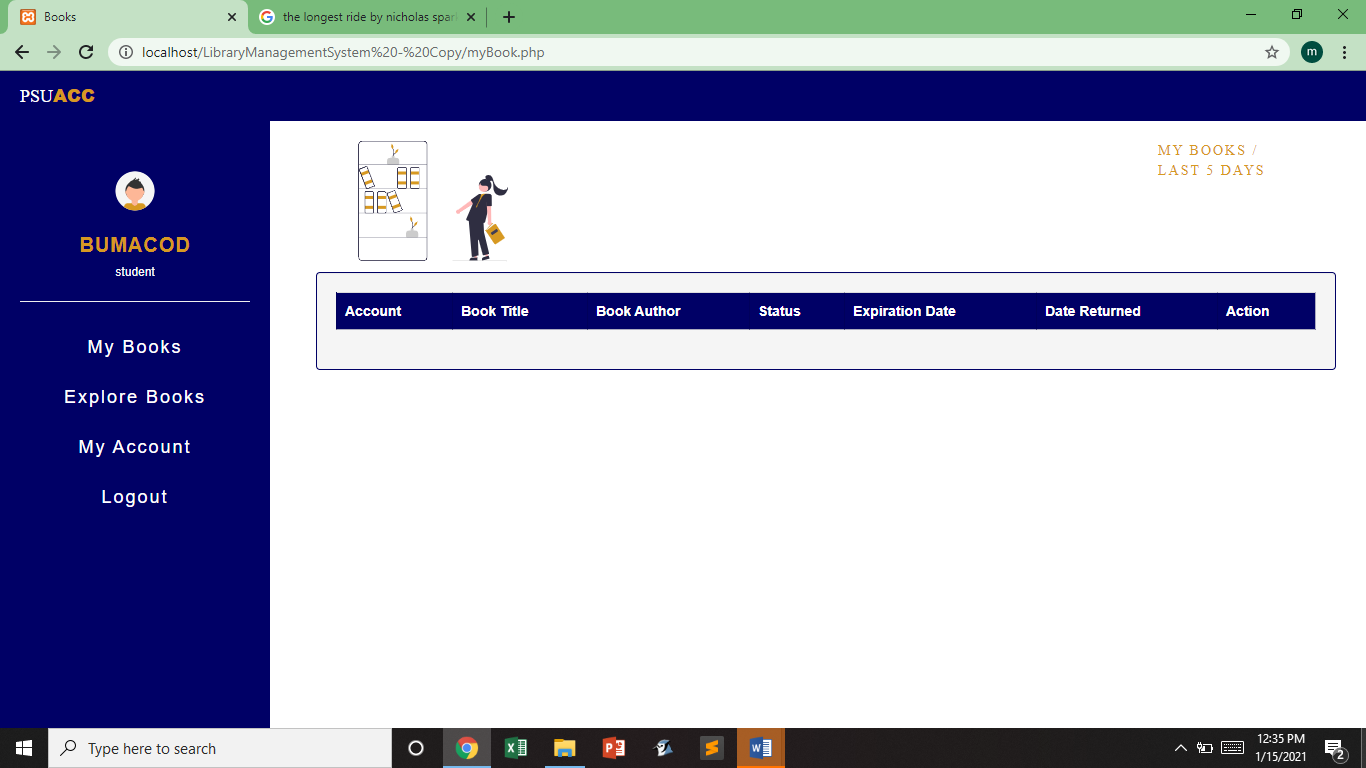 Books
the longest ride by nicholas spar
localhost/LibraryManagementSystem%20-%20Copy/myBook.php
m
PSUACC
BUMACOD
student
My Books
Explore Books
My Account
Logout
MY BOOKS /
LAST 5 DAYS
Account Book Title Book Author Status Expiration Date Date Returned Action
Type here to search
12:35 PM
1/15/2021
2